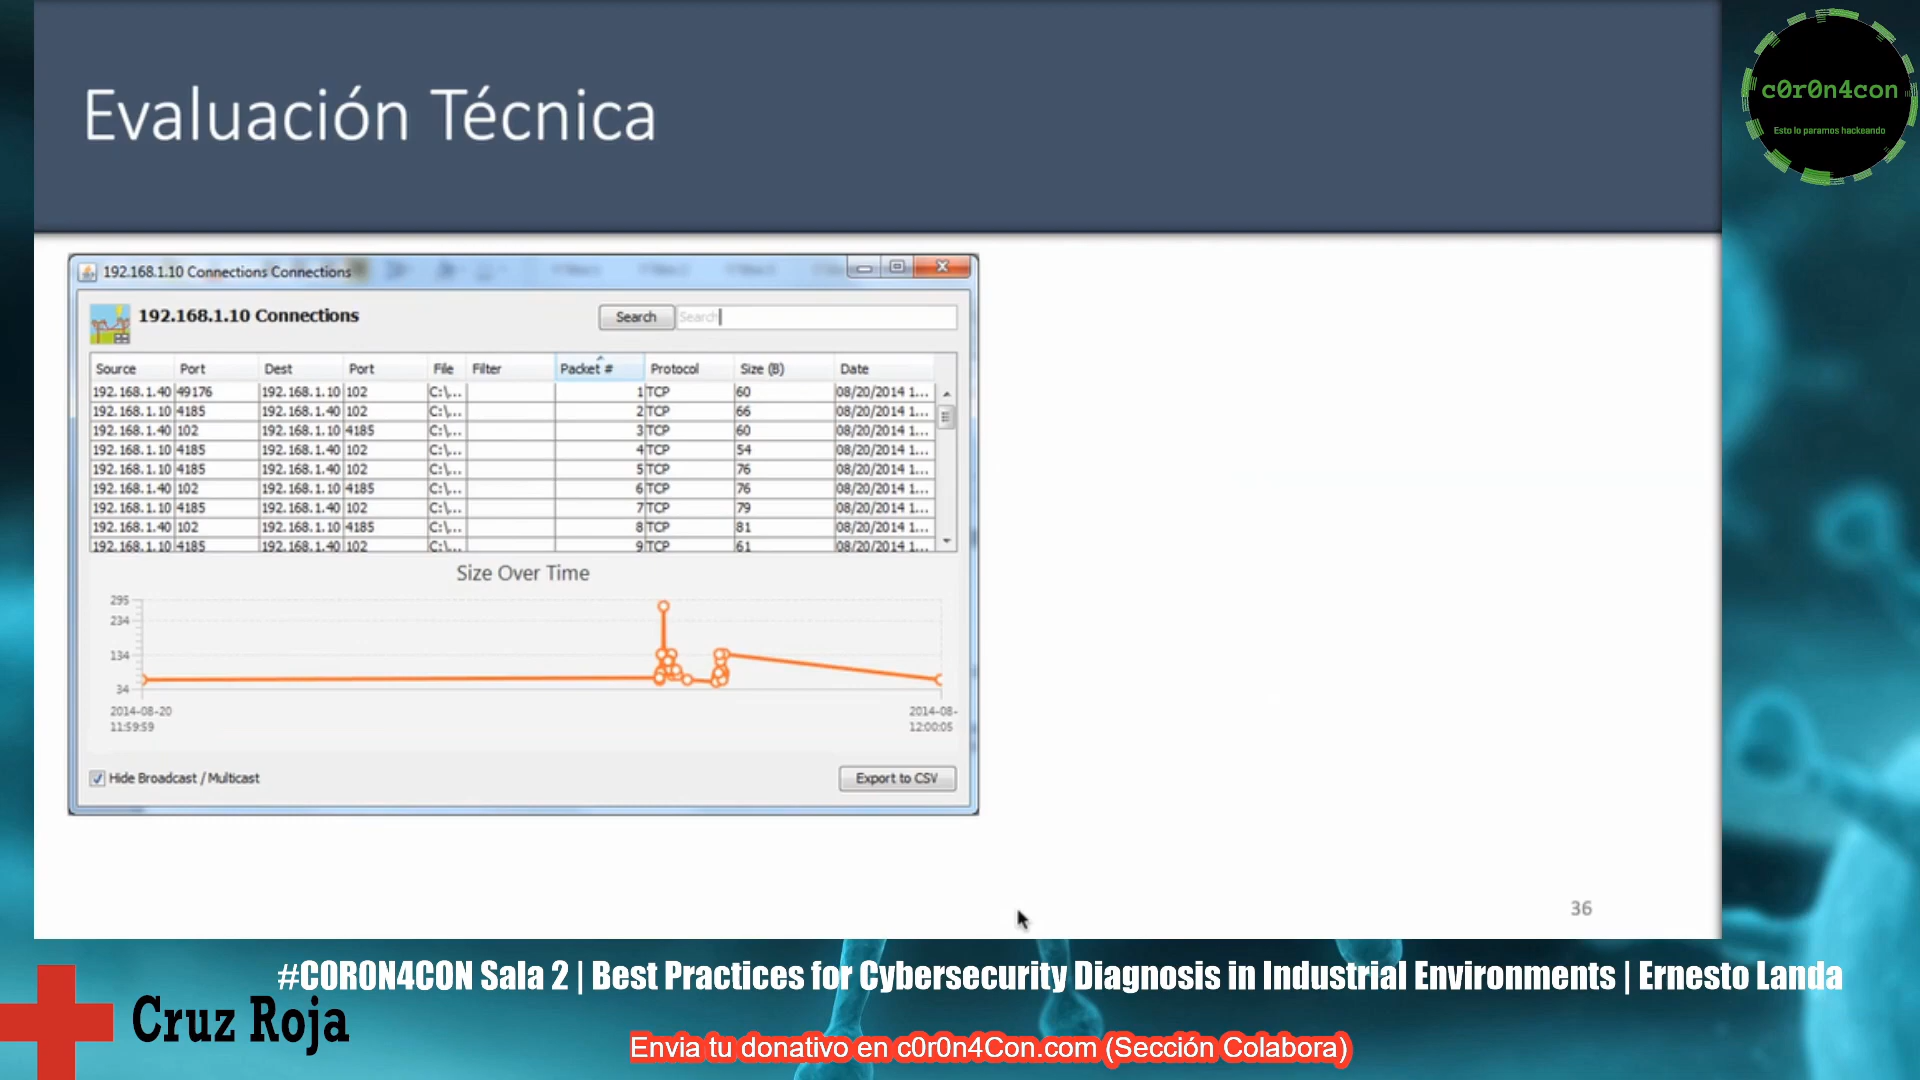 Evaluación Técnica
c0r0n4con
Esto lo paramos hackeando
192.168.1.10 Connections Connections
192.168.1.10 Connections
Search Search
Source Port Dest Port File Filter Packet # Protocol Size (B) Date
192.168.1.40 49176 192.168.1.10 102 C:\... 1 TCP 60 08/20/2014 1...
192.168.1.10 4185 192.168.1.40 102 C:\... 2 TCP 66 08/20/2014 1...
192.168.1.40 102 192.168.1.10 4185 C:\... 3 TCP 60 08/20/2014 1...
192.168.1.10 4185 192.168.1.40 102 C:\... 4 TCP 54 08/20/2014 1...
192.168.1.10 4185 192.168.1.40 102 C:\... 5 TCP 76 08/20/2014 1...
192.168.1.40 102 192.168.1.10 4185 C:\... 6 TCP 76 08/20/2014 1...
192.168.1.10 4185 192.168.1.40 102 C:\... 7 TCP 79 08/20/2014 1...
192.168.1.40 102 192.168.1.10 4185 C:\... 8 TCP 81 08/20/2014 1...
192.168.1.10 4185 192.168.1.40 102 C:\... 9 TCP 61 08/20/2014 1...
Size Over Time
295
234
134
34
2014-08-20 2014-08-
11:59:59 12:00:05
Hide Broadcast / Multicast Export to CSV
36
#C0R0N4CON Sala 2 | Best Practices for Cybersecurity Diagnosis in Industrial Environments | Ernesto Landa
Cruz Roja
Envia tu donativo en c0r0n4Con.com (Sección Colabora)